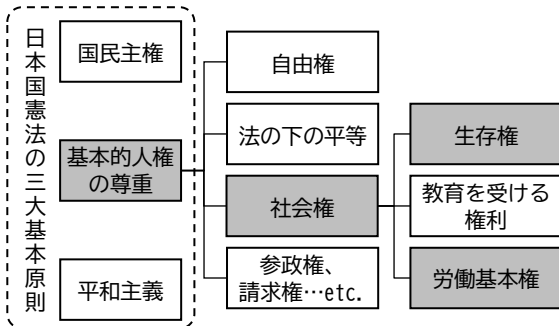 日本国憲法の三大基本原則
国民主権
基本的人権
の尊重
平和主義
自由権
法の下の平等
社会権
参政権、
請求権…etc.
生存権
教育を受ける
権利
労働基本権